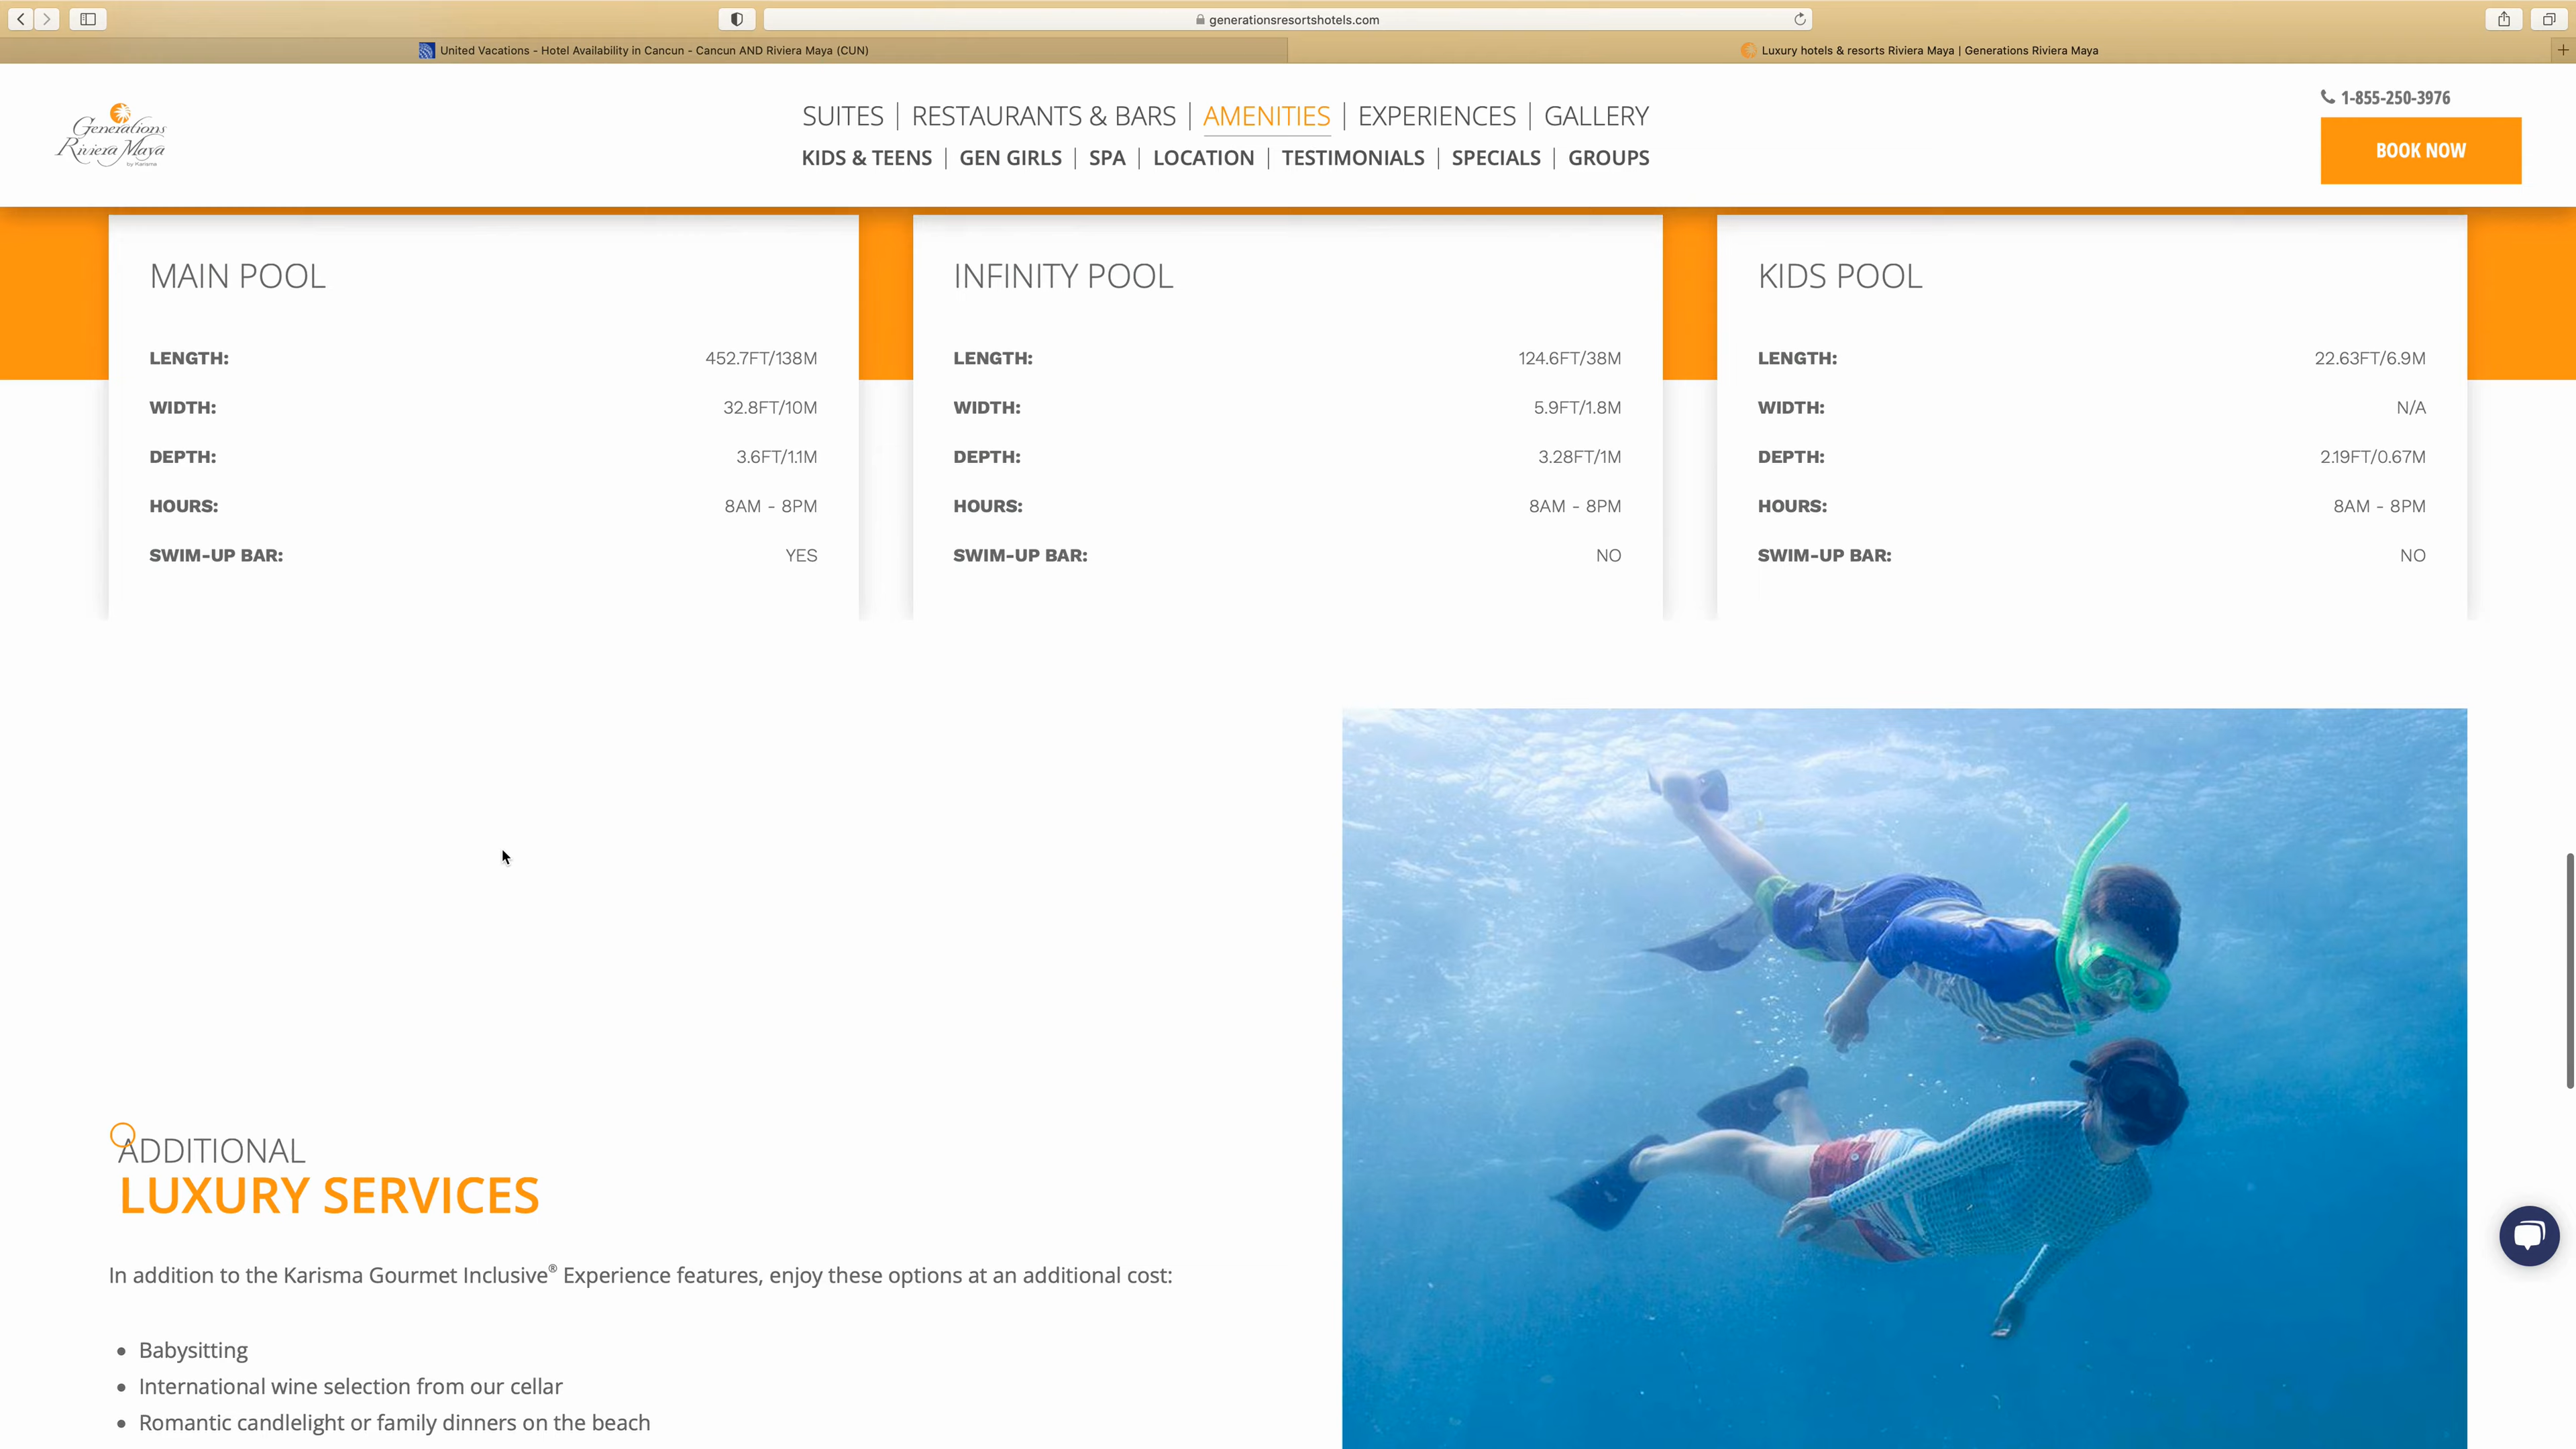 generationsresortshotels.com
United Vacations - Hotel Availability in Cancun - Cancun AND Riviera Maya (CUN)
Luxury hotels & resorts Riviera Maya | Generations Riviera Maya
Generations
Riviera Maya
by Karisma
SUITES | RESTAURANTS & BARS | AMENITIES | EXPERIENCES | GALLERY
KIDS & TEENS | GEN GIRLS | SPA | LOCATION | TESTIMONIALS | SPECIALS | GROUPS
1-855-250-3976
BOOK NOW
MAIN POOL
LENGTH: 452.7FT/138M
WIDTH: 32.8FT/10M
DEPTH: 3.6FT/1.1M
HOURS: 8AM - 8PM
SWIM-UP BAR: YES
INFINITY POOL
LENGTH: 124.6FT/38M
WIDTH: 5.9FT/1.8M
DEPTH: 3.28FT/1M
HOURS: 8AM - 8PM
SWIM-UP BAR: NO
KIDS POOL
LENGTH: 22.63FT/6.9M
WIDTH: N/A
DEPTH: 2.19FT/0.67M
HOURS: 8AM - 8PM
SWIM-UP BAR: NO
ADDITIONAL
LUXURY SERVICES
In addition to the Karisma Gourmet Inclusive® Experience features, enjoy these options at an additional cost:
• Babysitting
• International wine selection from our cellar
• Romantic candlelight or family dinners on the beach